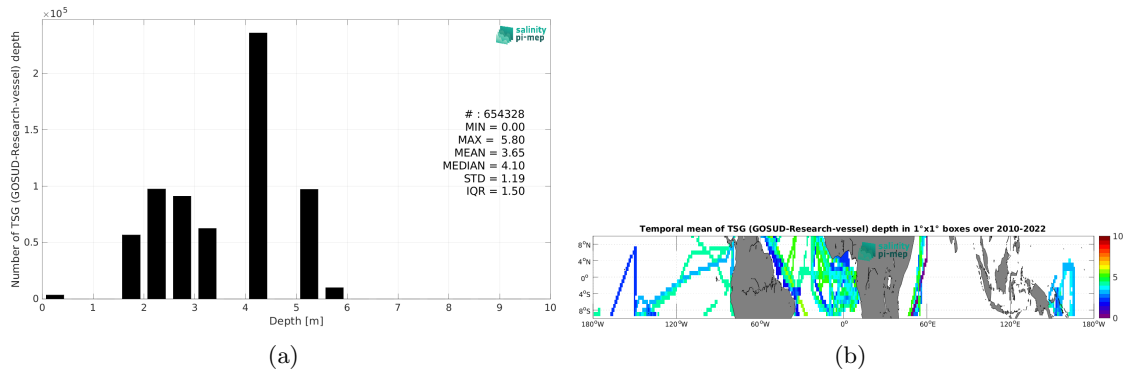 ×10⁵
salinity
pi-mep
2
1.5
1
0.5
0
Number of TSG (GOSUD-Research-vessel) depth
# : 654328
MIN = 0.00
MAX = 5.80
MEAN = 3.65
MEDIAN = 4.10
STD = 1.19
IQR = 1.50
0 1 2 3 4 5 6 7 8 9 10
Depth [m]
(a)
Temporal mean of TSG (GOSUD-Research-vessel) depth in 1°x1° boxes over 2010-2022
salinity
pi-mep
8°N
4°N
0°
4°S
8°S
180°W 120°W 60°W 0° 60°E 120°E 180°W
10
5
0
(b)